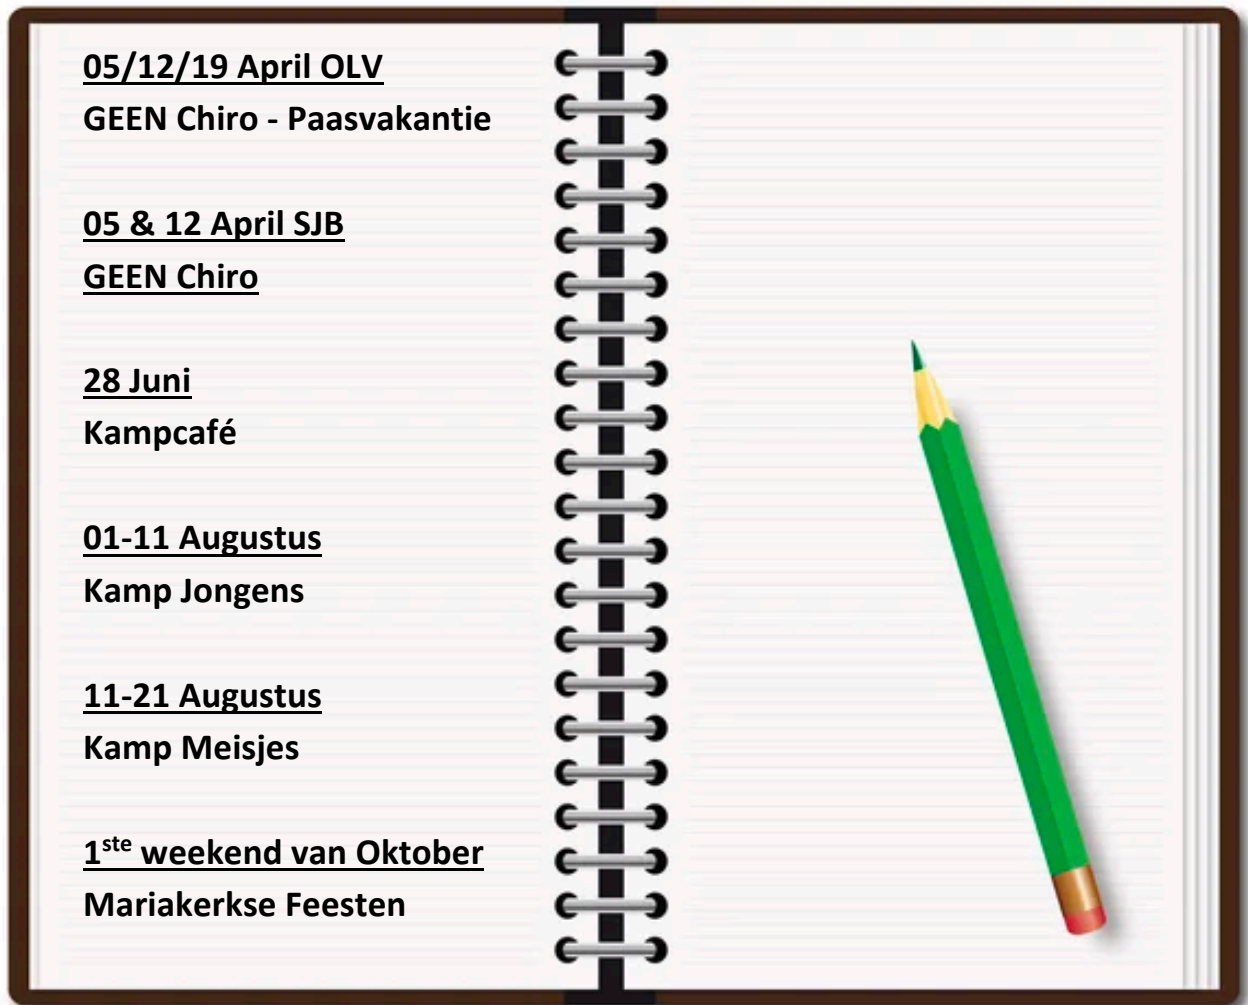 05/12/19 April OLV
GEEN Chiro - Paasvakantie
05 & 12 April SJB
GEEN Chiro
28 Juni
Kampcafé
01-11 Augustus
Kamp Jongens
11-21 Augustus
Kamp Meisjes
1ste weekend van Oktober
Mariakerkse Feesten